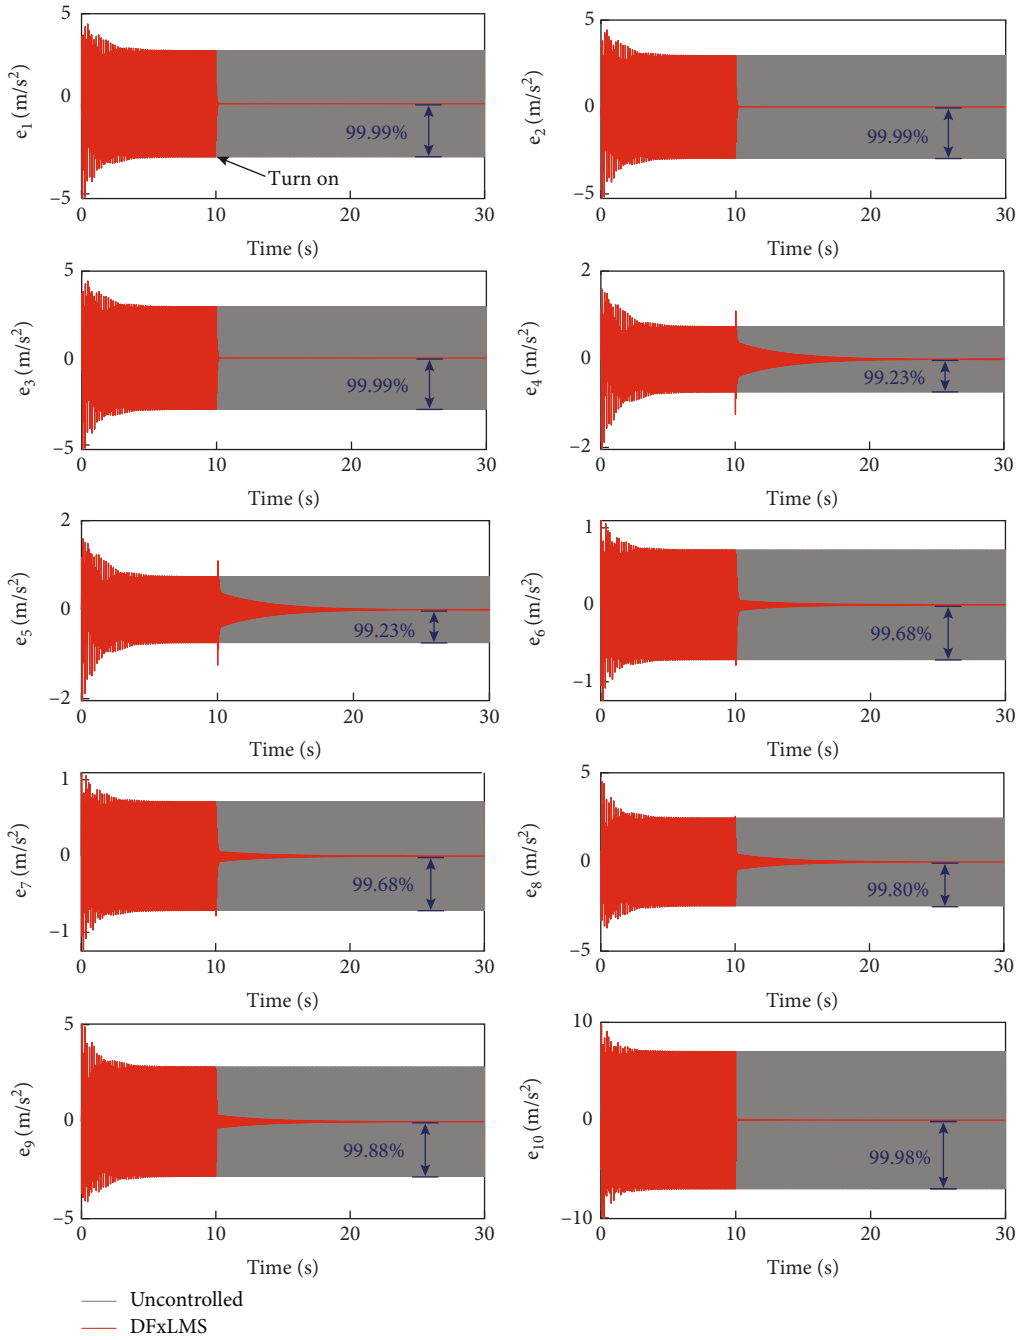 5
0
−5
e1 (m/s²)
99.99%
Turn on
0 10 20 30
Time (s)
5
0
−5
e2 (m/s²)
99.99%
0 10 20 30
Time (s)
5
0
−5
e3 (m/s²)
99.99%
0 10 20 30
Time (s)
2
0
−2
e4 (m/s²)
99.23%
0 10 20 30
Time (s)
2
0
−2
e5 (m/s²)
99.23%
0 10 20 30
Time (s)
1
0
−1
e6 (m/s²)
99.68%
0 10 20 30
Time (s)
1
0
−1
e7 (m/s²)
99.68%
0 10 20 30
Time (s)
5
0
−5
e8 (m/s²)
99.80%
0 10 20 30
Time (s)
5
0
−5
e9 (m/s²)
99.88%
0 10 20 30
Time (s)
10
5
0
−5
−10
e10 (m/s²)
99.98%
0 10 20 30
Time (s)
Uncontrolled
DFxLMS